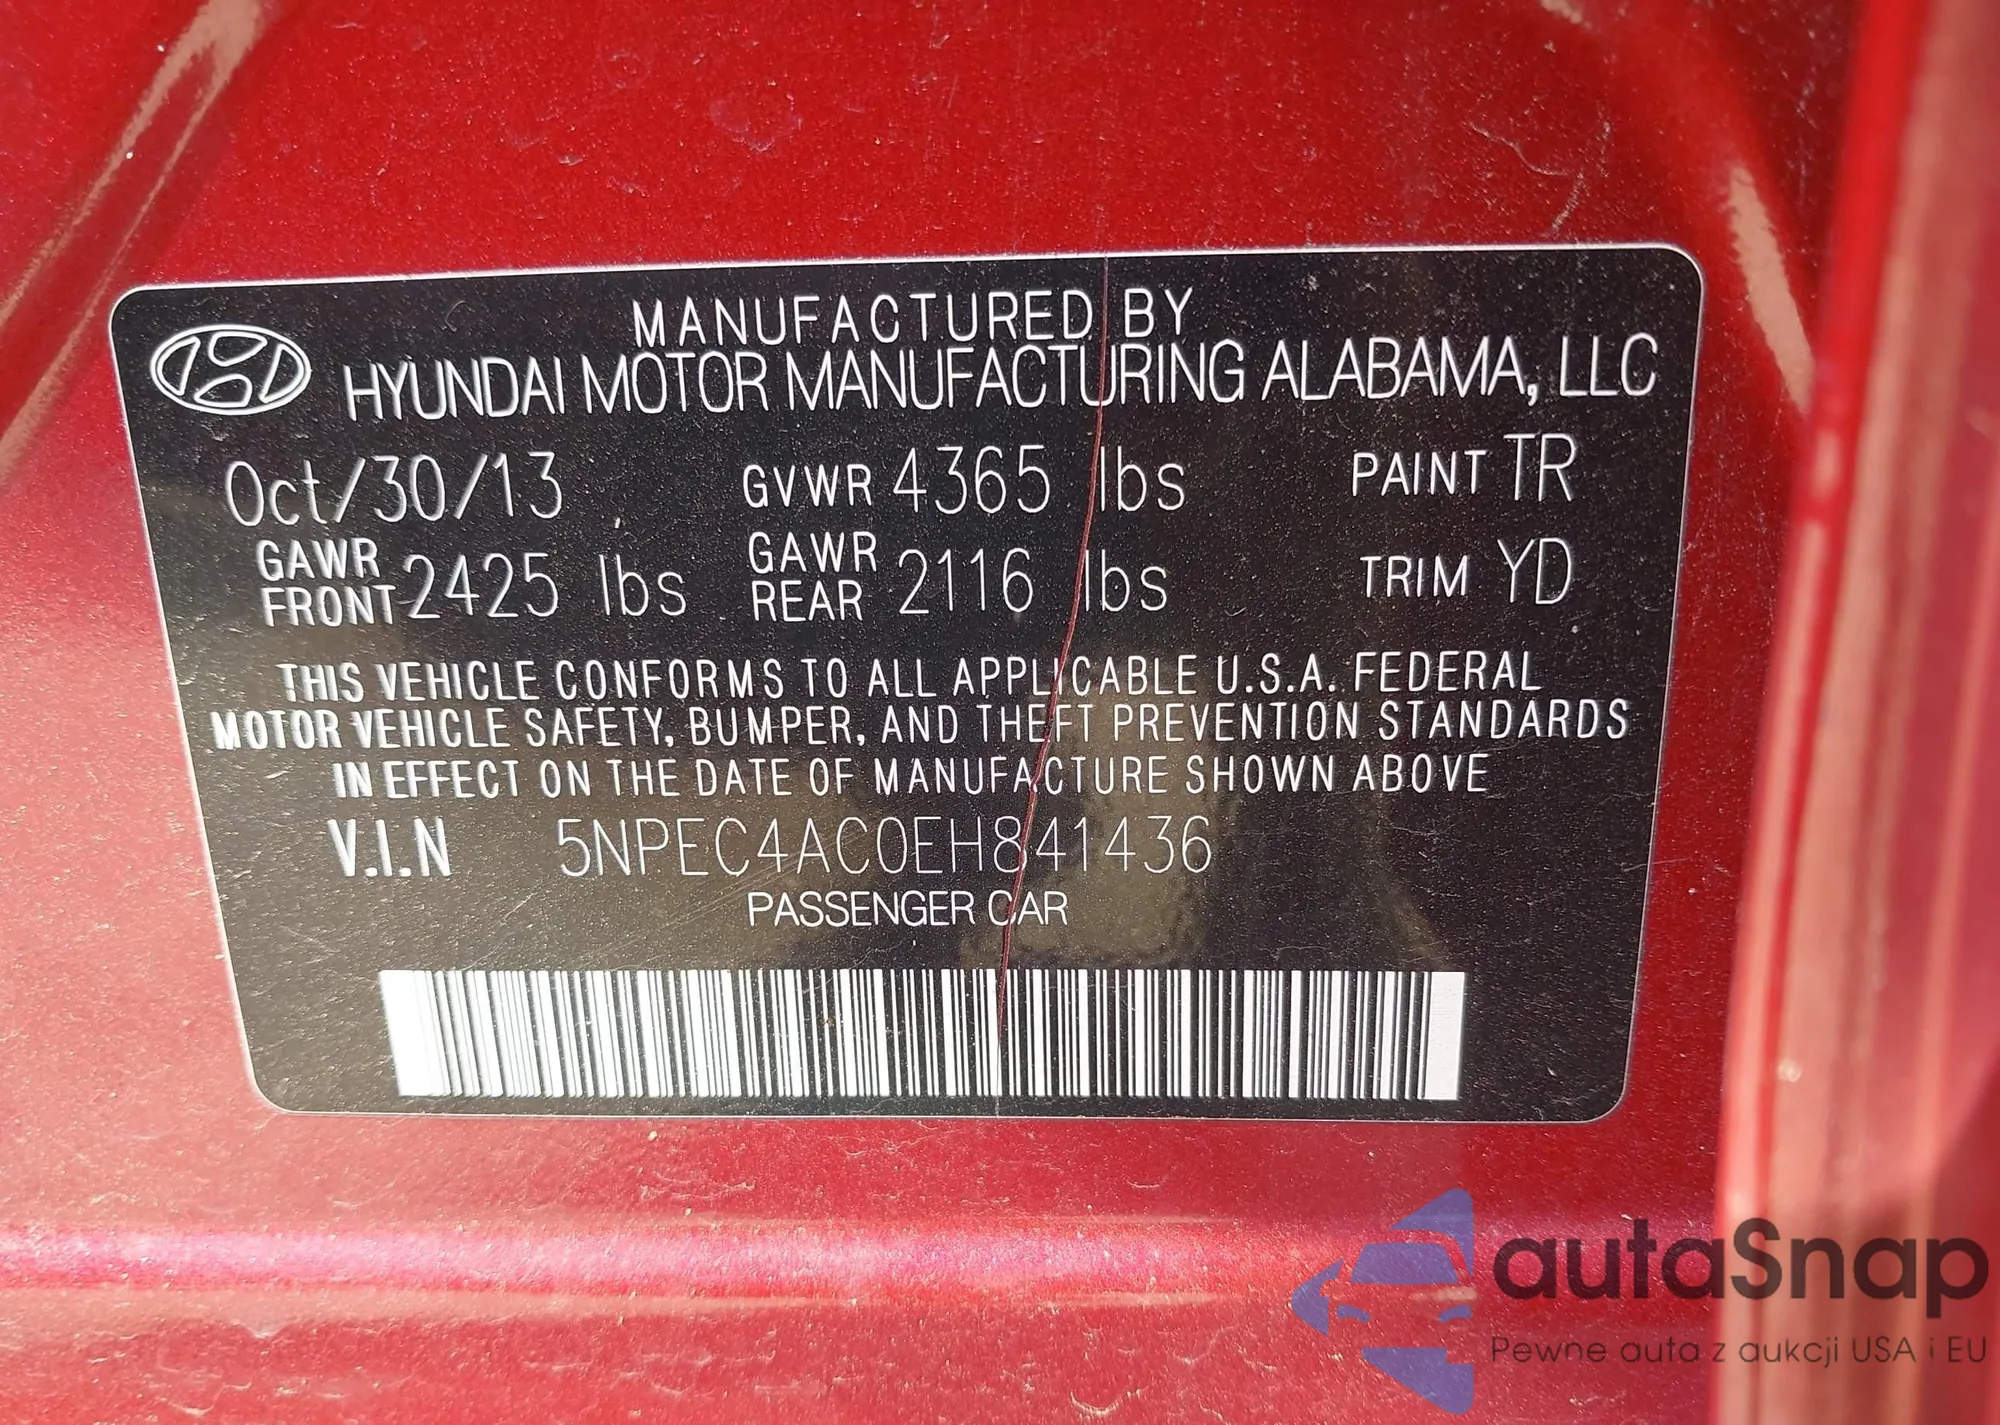 MANUFACTURED BY
HYUNDAI MOTOR MANUFACTURING ALABAMA, LLC
Oct/30/13 GVWR 4365 lbs PAINT TR
GAWR FRONT 2425 lbs GAWR REAR 2116 lbs TRIM YD
THIS VEHICLE CONFORMS TO ALL APPLICABLE U.S.A. FEDERAL
MOTOR VEHICLE SAFETY, BUMPER, AND THEFT PREVENTION STANDARDS
IN EFFECT ON THE DATE OF MANUFACTURE SHOWN ABOVE
V.I.N 5NPEC4AC0EH841436
PASSENGER CAR
autaSnap
Pewne auta z aukcji USA i EU